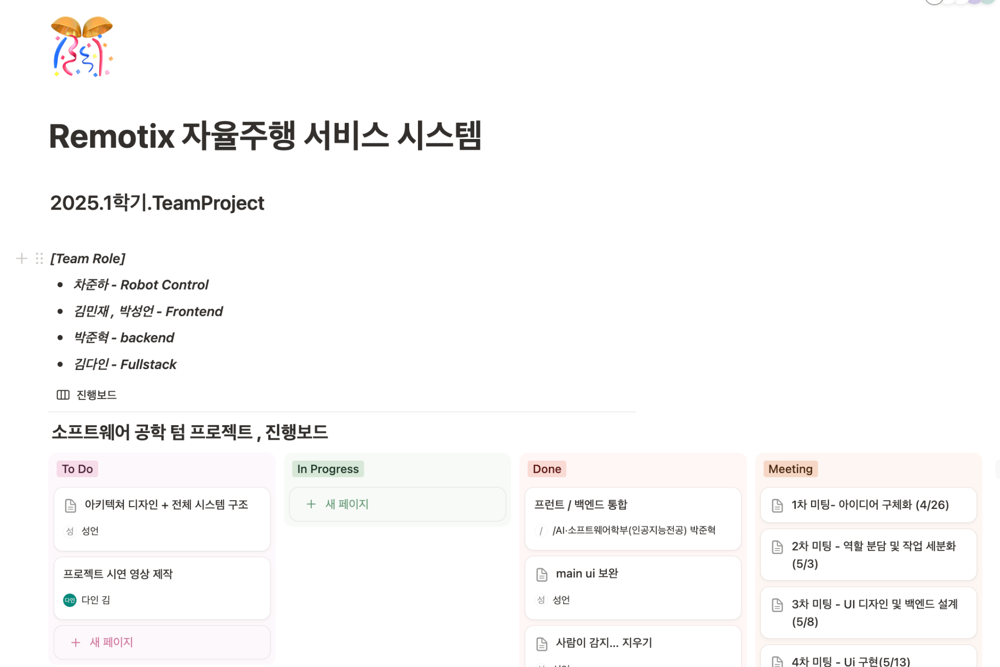 Remotix 자율주행 서비스 시스템
2025.1학기.TeamProject
[Team Role]
차준하 - Robot Control
김민재 , 박성언 - Frontend
박준혁 - backend
김다인 - Fullstack
진행보드
소프트웨어 공학 텀 프로젝트 , 진행보드
To Do
아키텍쳐 디자인 + 전체 시스템 구조
성 성언
프로젝트 시연 영상 제작
다인 다인 김
+ 새 페이지
In Progress
+ 새 페이지
Done
프런트 / 백엔드 통합
/ /AI·소프트웨어학부(인공지능전공) 박준혁
main ui 보완
성 성언
사람이 감지... 지우기
Meeting
1차 미팅- 아이디어 구체화 (4/26)
2차 미팅 - 역할 분담 및 작업 세분화
(5/3)
3차 미팅 - UI 디자인 및 백엔드 설계
(5/8)
4차 미팅 - Ui 구현(5/13)